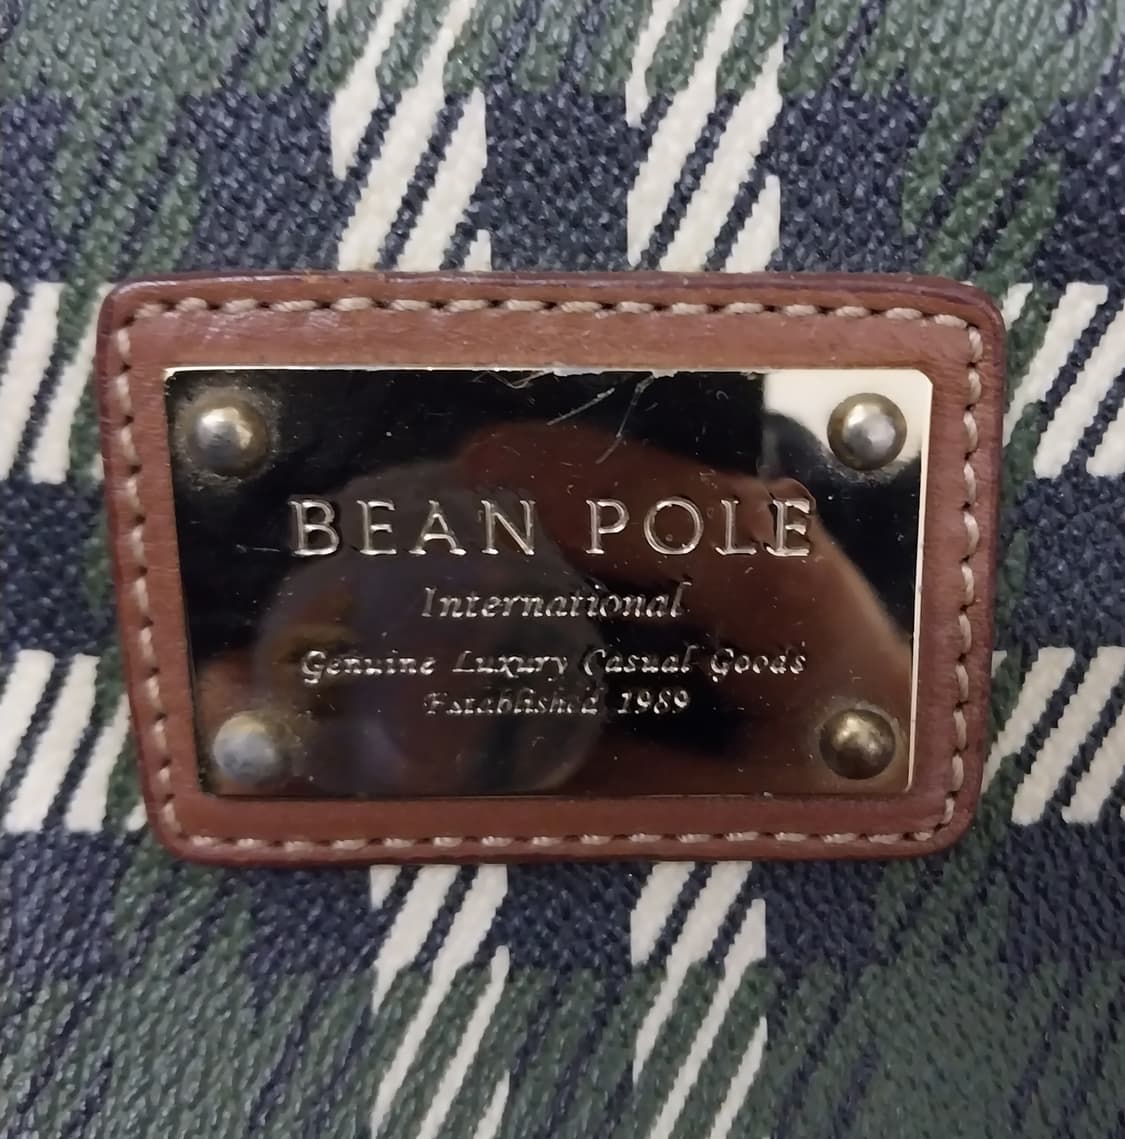 BEAN POLE
International
Genuine Luxury Casual Goods
Established 1989